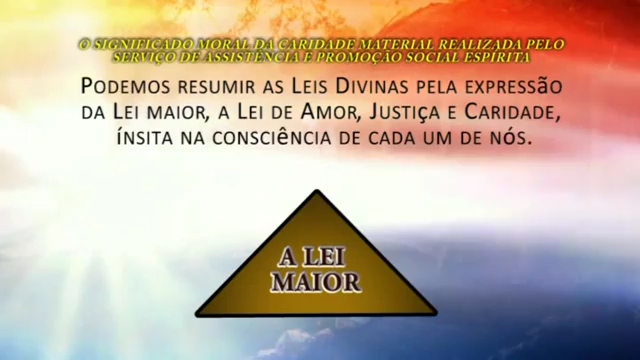 O SIGNIFICADO MORAL DA CARIDADE MATERIAL REALIZADA PELO
SERVIÇO DE ASSISTÊNCIA E PROMOÇÃO SOCIAL ESPÍRITA
PODEMOS RESUMIR AS LEIS DIVINAS PELA EXPRESSÃO
DA LEI MAIOR, A LEI DE AMOR, JUSTIÇA E CARIDADE,
ÍNSITA NA CONSCIÊNCIA DE CADA UM DE NÓS.
A LEI
MAIOR